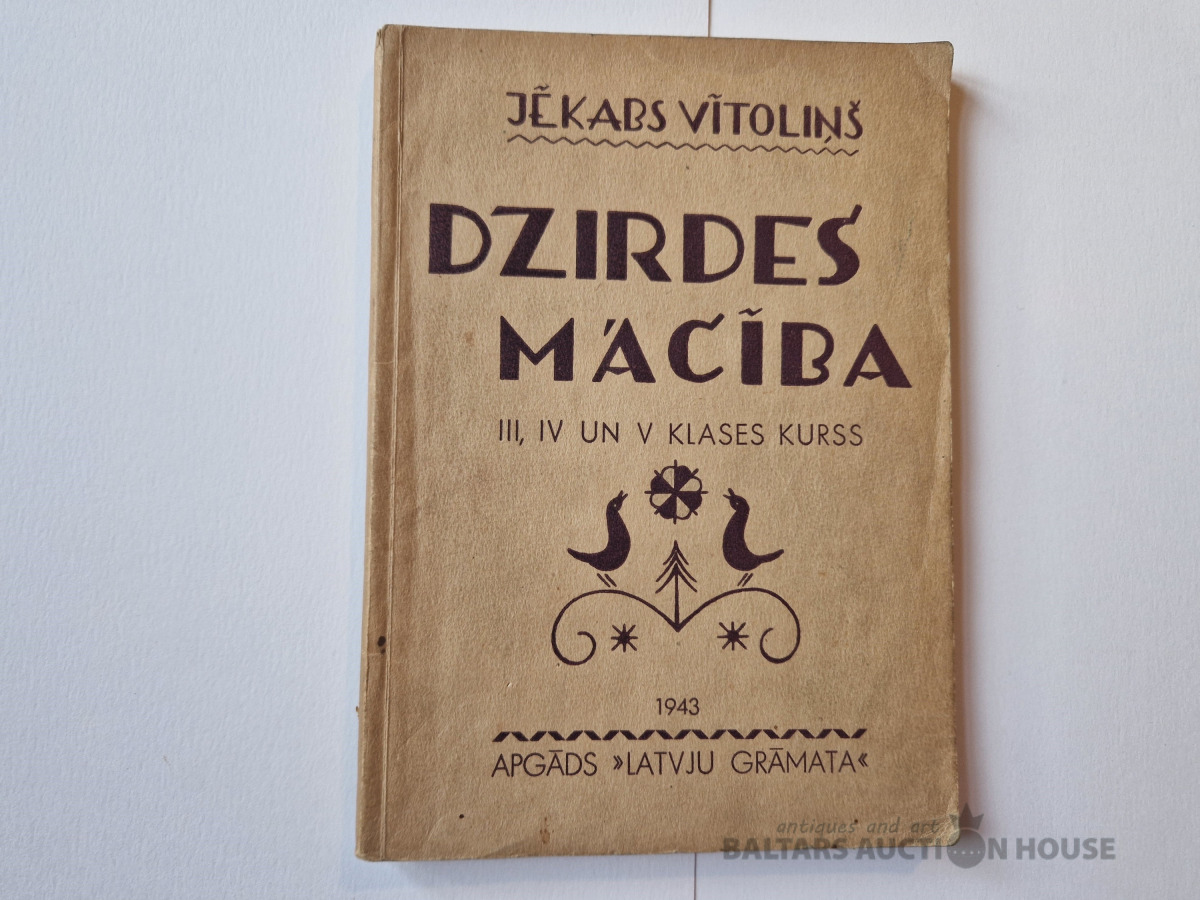 JĒKABS VĪTOLIŅŠ
DZIRDES
MĀCĪBA
III, IV UN V KLASES KURSS
1943
APGĀDS »LATVJU GRĀMATA«
antiques and art
BALTARS AUCTION HOUSE